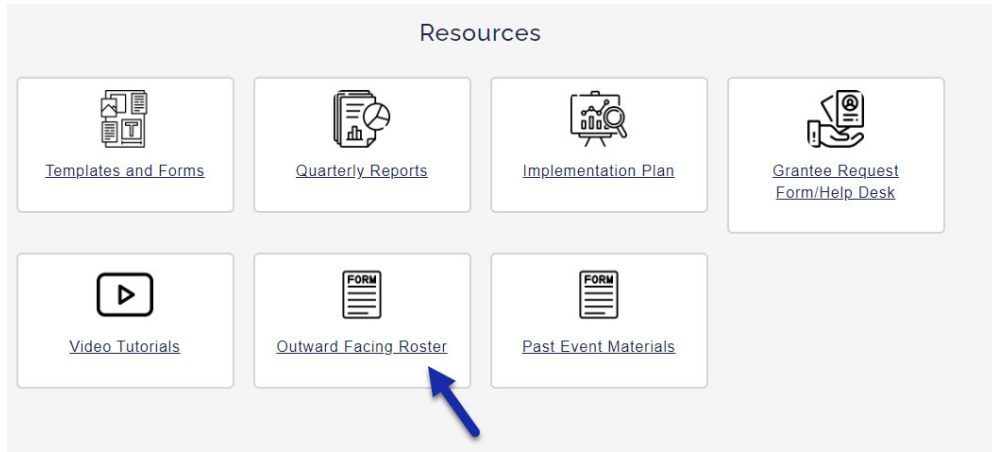 Resources
Templates and Forms
Quarterly Reports
Implementation Plan
Grantee Request
Form/Help Desk
Video Tutorials
FORM
Outward Facing Roster
FORM
Past Event Materials